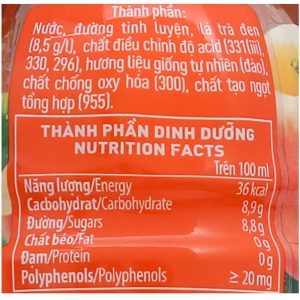 Thành phần:
Nước, đường tinh luyện, lá trà đen
(8,5 g/l), chất điều chỉnh độ acid (331(iii),
330, 296), hương liệu giống tự nhiên (đào),
chất chống oxy hóa (300), chất tạo ngọt
tổng hợp (955).
THÀNH PHẦN DINH DƯỠNG
NUTRITION FACTS
Trên 100 ml
Năng lượng/Energy 36 kcal
Cacbohydrat/Carbohydrate 8,9 g
Đường/Sugars 8,8 g
Chất béo/Fat 0 g
Đạm/Protein 0 g
Polyphenols/Polyphenols ≥ 20 mg